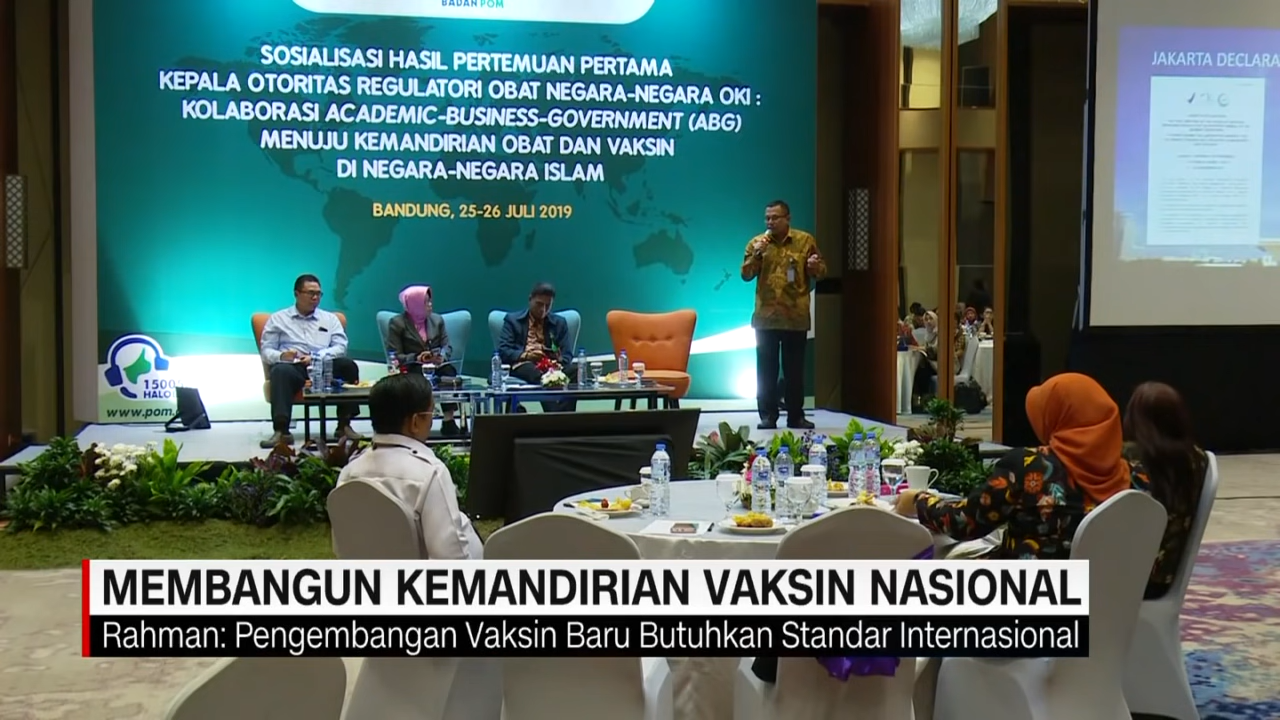 BADAN POM
SOSIALISASI HASIL PERTEMUAN PERTAMA
KEPALA OTORITAS REGULATORI OBAT NEGARA-NEGARA OKI :
KOLABORASI ACADEMIC-BUSINESS-GOVERNMENT (ABG)
MENUJU KEMANDIRIAN OBAT DAN VAKSIN
DI NEGARA-NEGARA ISLAM
BANDUNG, 25-26 JULI 2019
JAKARTA DECLARA
1500
HALO
www.pom.
MEMBANGUN KEMANDIRIAN VAKSIN NASIONAL
Rahman: Pengembangan Vaksin Baru Butuhkan Standar Internasional